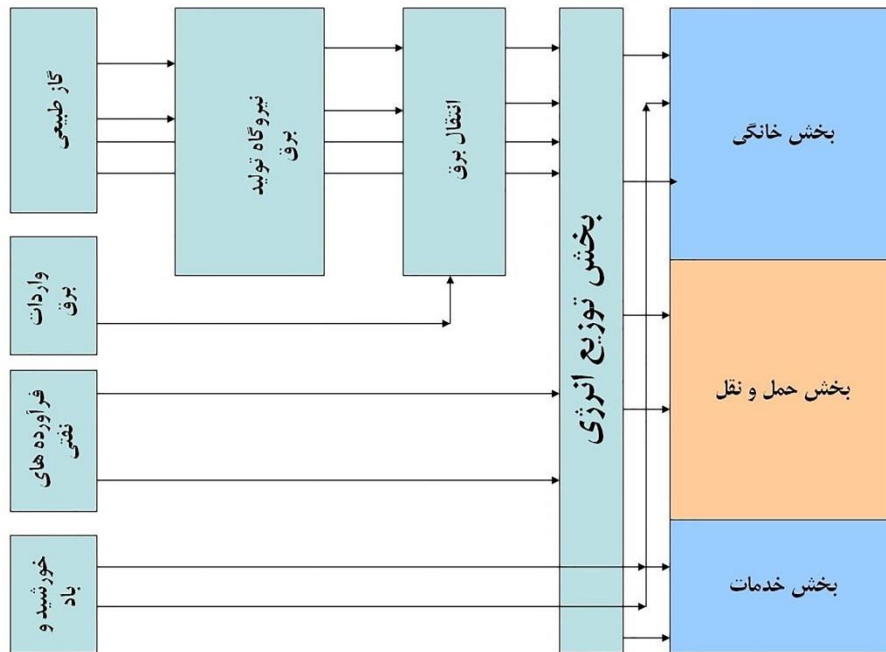 گاز طبیعی
نیروگاه تولید
برق
انتقال برق
بخش توزیع انرژی
بخش خانگی
واردات
برق
بخش حمل و نقل
فرآورده های
نفتی
خورشید و
باد
بخش خدمات